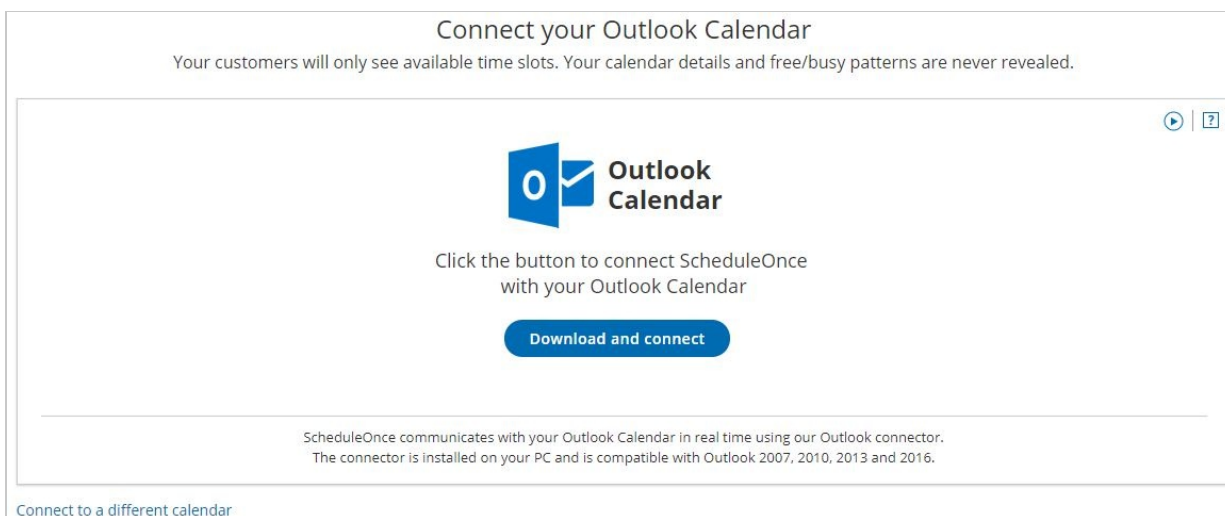 Connect your Outlook Calendar
Your customers will only see available time slots. Your calendar details and free/busy patterns are never revealed.
?
O
Outlook
Calendar
Click the button to connect ScheduleOnce
with your Outlook Calendar
Download and connect
ScheduleOnce communicates with your Outlook Calendar in real time using our Outlook connector.
The connector is installed on your PC and is compatible with Outlook 2007, 2010, 2013 and 2016.
Connect to a different calendar